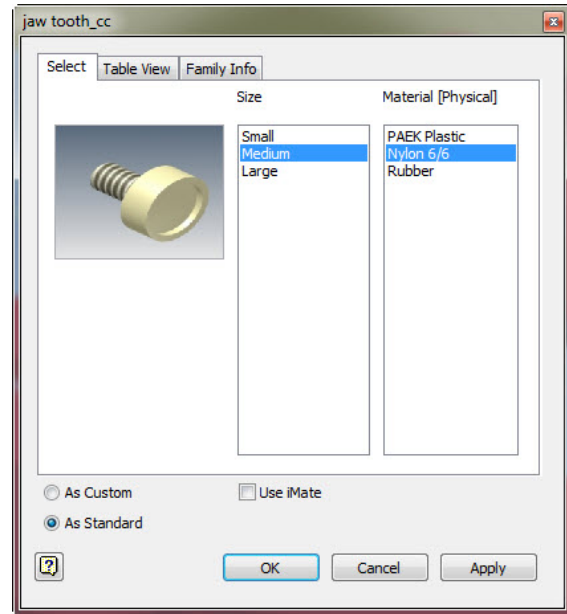 jaw tooth_cc
Select Table View Family Info
Size Material [Physical]
Small PAEK Plastic
Medium Nylon 6/6
Large Rubber
As Custom Use iMate
As Standard
? OK Cancel Apply